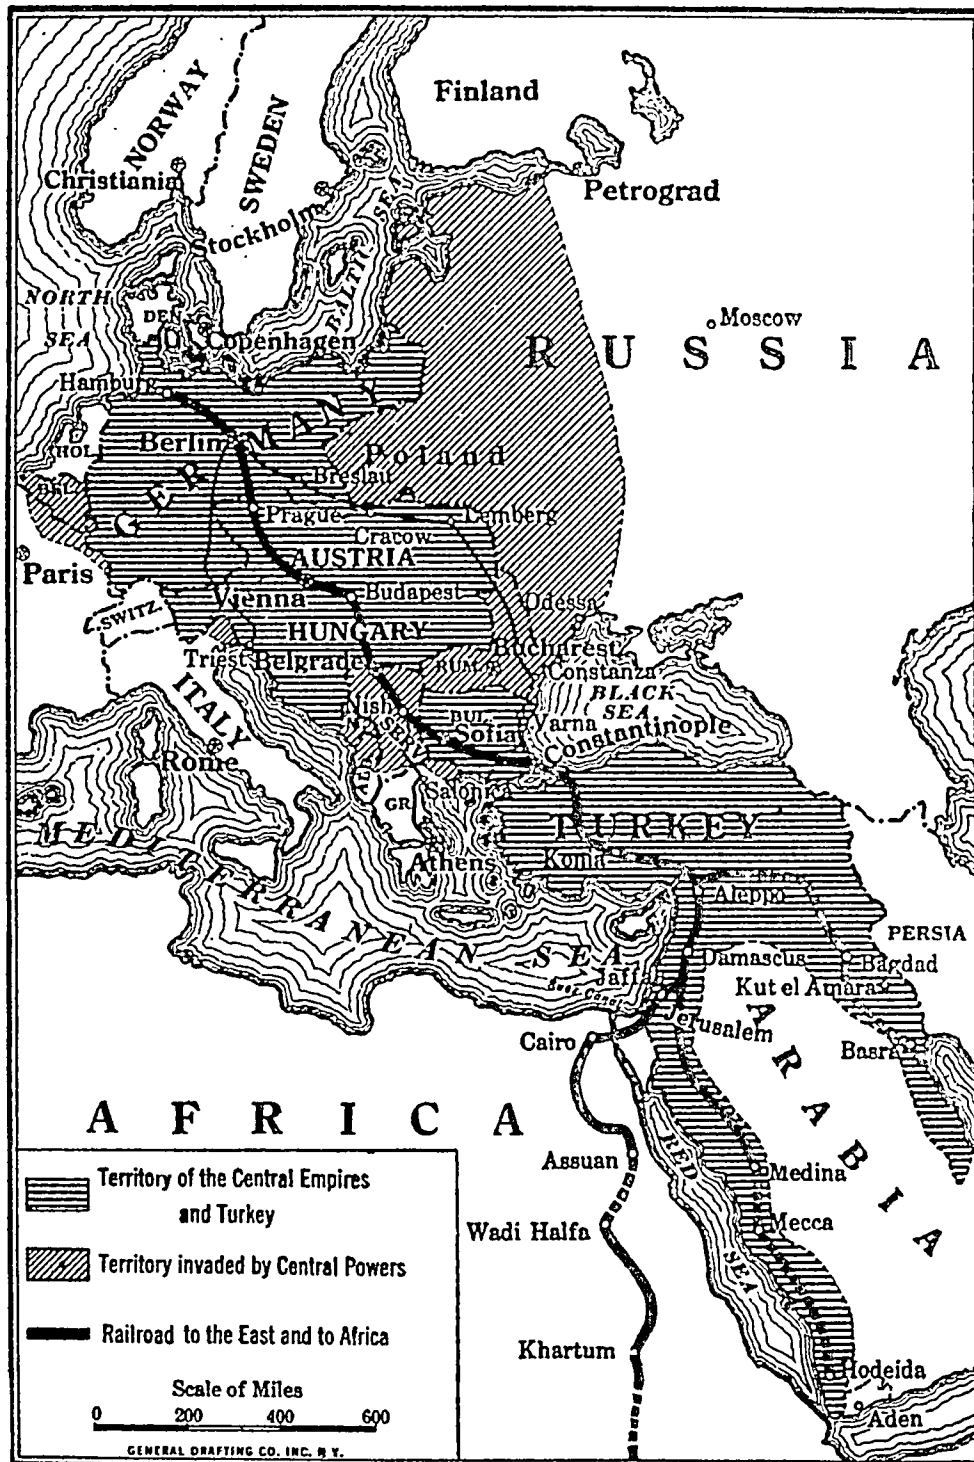 Finland
NORWAY
SWEDEN
Christiania
Petrograd
Stockholm
BALTIC SEA
NORTH
SEA
DEN
Copenhagen
Moscow
RUSSIA
Hamburg
GERMANY
HOL.
Berlin
Poland
BEL.
Breslau
Prague
Lemberg
Cracow
Paris
AUSTRIA
Vienna
Budapest
SWITZ.
Odessa
HUNGARY
Bucharest
Triest
Belgrade
RUM.
Constanza
ITALY
BLACK
SEA
Nish
SERV.
BUL.
Sofia
Varna
Constantinople
Rome
Salonica
GR.
TURKEY
MEDITERRANEAN SEA
Athens
Konia
Aleppo
PERSIA
Damascus
Bagdad
Jaffa
Kut el Amara
Suez Canal
Jerusalem
Cairo
Basra
ARABIA
AFRICA
RED SEA
Assuan
Medina
Wadi Halfa
Mecca
Khartum
Hodeida
Aden
Territory of the Central Empires
and Turkey
Territory invaded by Central Powers
Railroad to the East and to Africa
Scale of Miles
0 200 400 600
GENERAL DRAFTING CO. INC. N. Y.